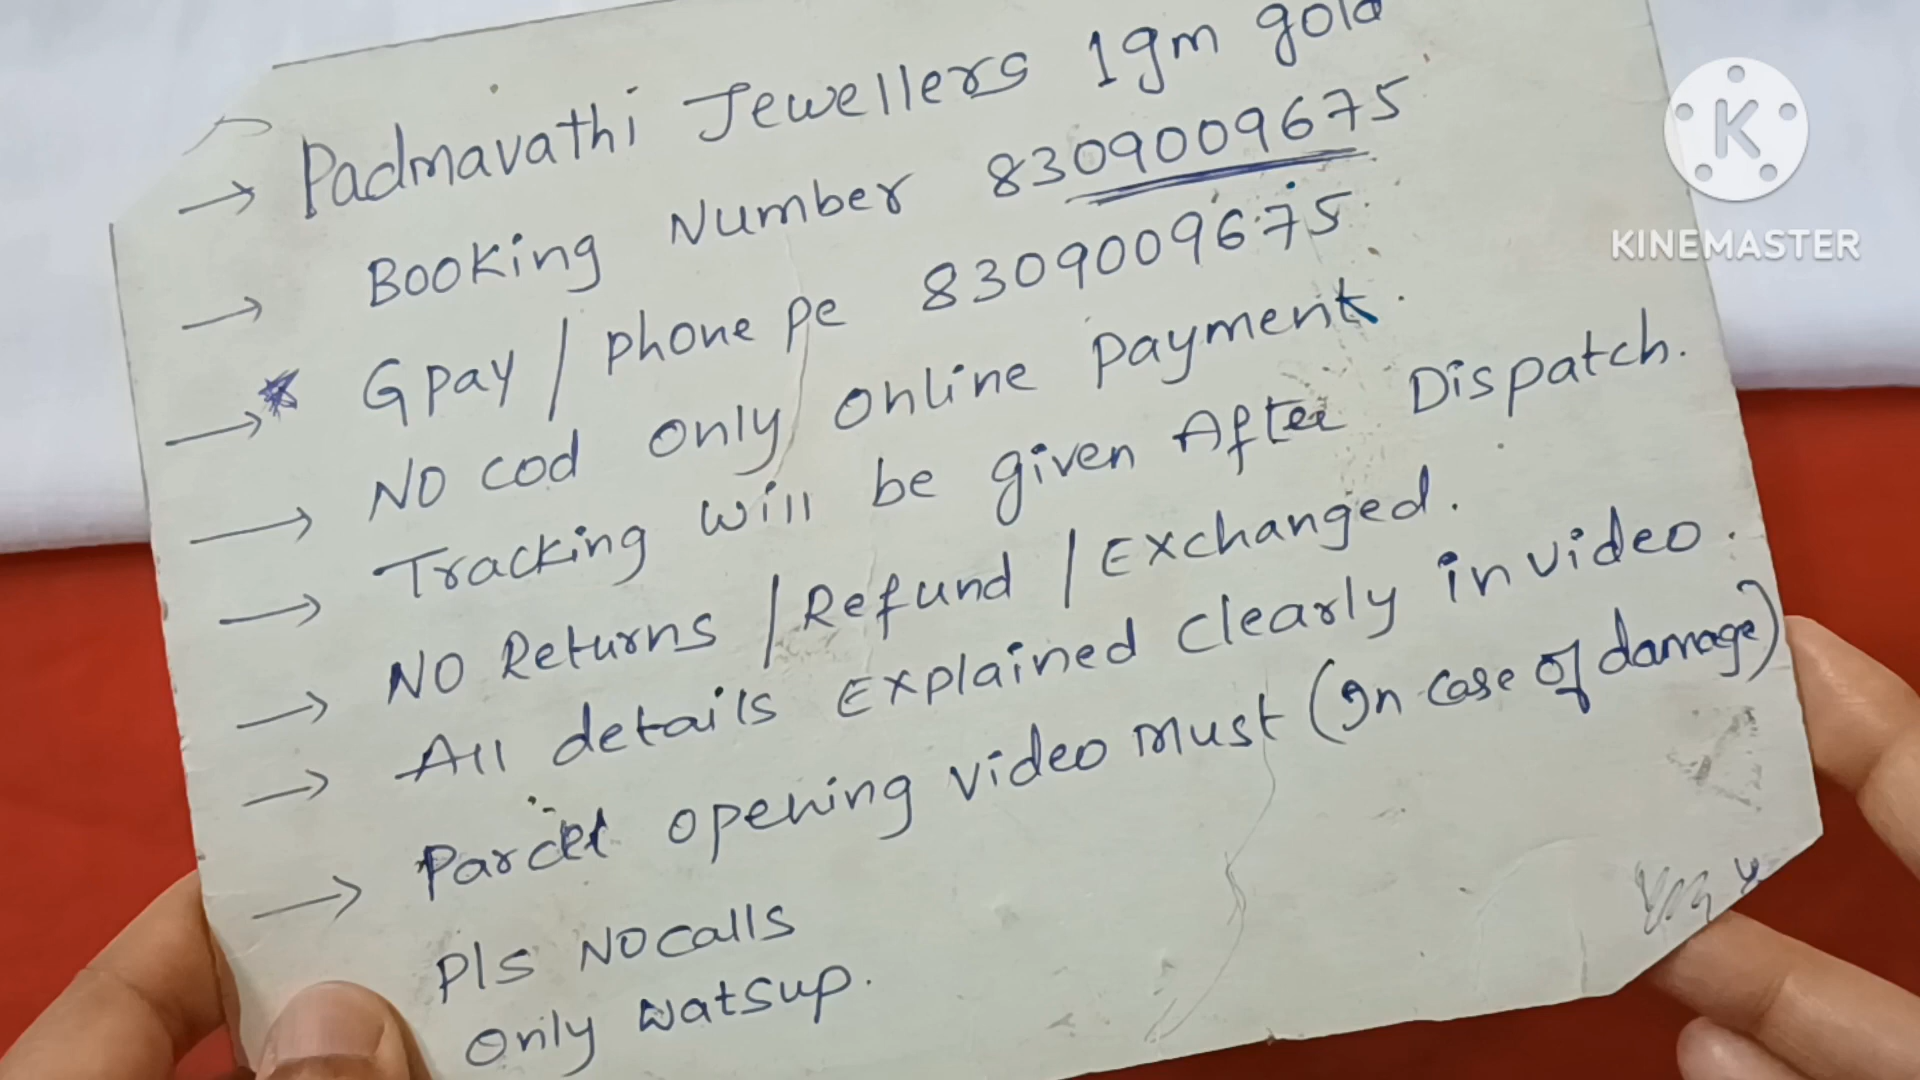 → Padmavathi Jewellers 1gm gold
→ Booking Number 8309009675
→ * Gpay / phone pe 8309009675
→ NO cod only online payment.
→ Tracking will be given After Dispatch.
→ NO Returns / Refund / Exchanged.
→ All details Explained clearly in video.
→ Parcel opening video must (In case of damage)
Pls NO calls
only watsup.
K
KINEMASTER